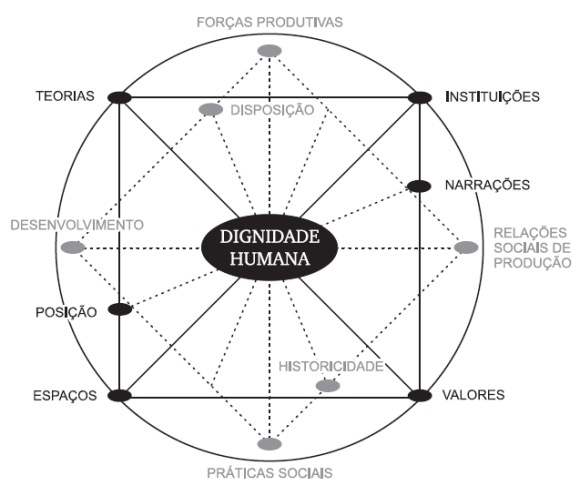 FORÇAS PRODUTIVAS
TEORIAS
INSTITUIÇÕES
DISPOSIÇÃO
NARRAÇÕES
DESENVOLVIMENTO
DIGNIDADE
HUMANA
RELAÇÕES
SOCIAIS DE
PRODUÇÃO
POSIÇÃO
HISTORICIDADE
ESPAÇOS
VALORES
PRÁTICAS SOCIAIS